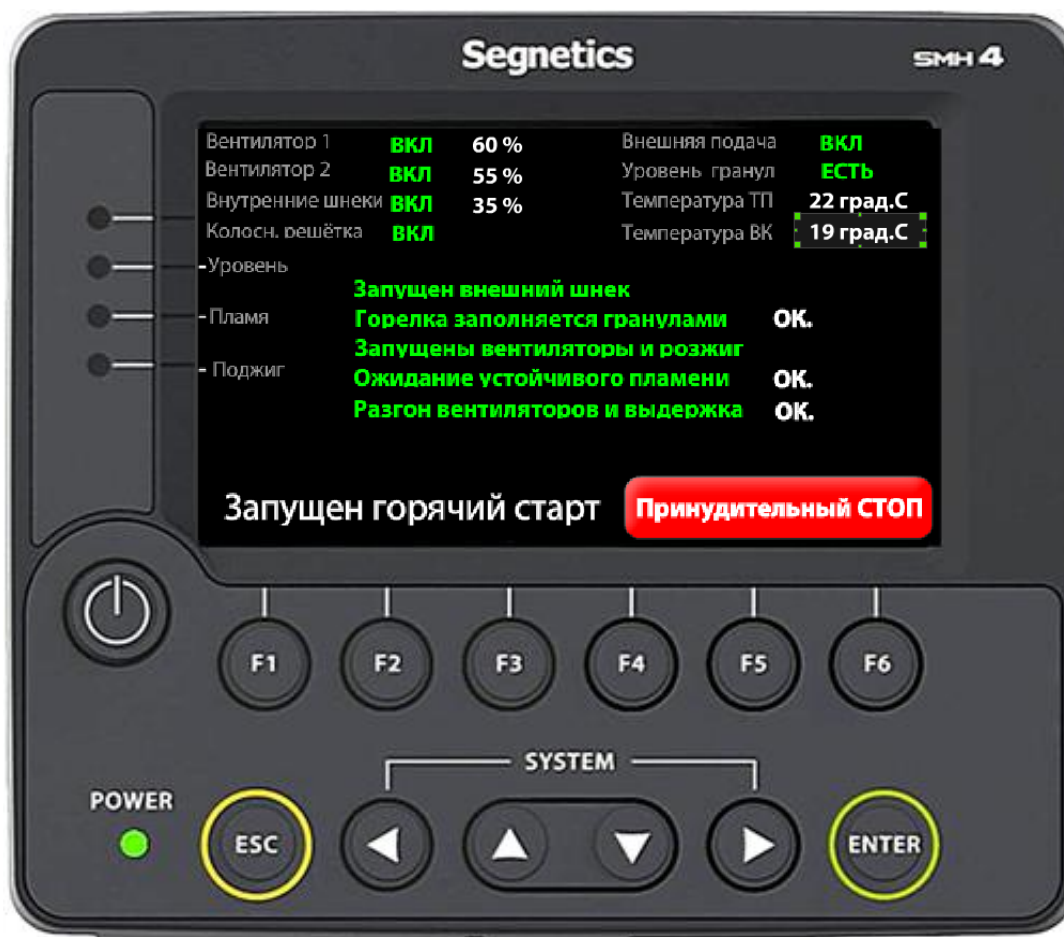 Segnetics
SMH 4
Вентилятор 1 ВКЛ 60 % Внешняя подача ВКЛ
Вентилятор 2 ВКЛ 55 % Уровень гранул ЕСТЬ
Внутренние шнеки ВКЛ 35 % Температура ТП 22 град.С
Колосн. решётка ВКЛ Температура ВК 19 град.С
-Уровень
Запущен внешний шнек
- Пламя Горелка заполняется гранулами ОК.
Запущены вентиляторы и розжиг
- Поджиг Ожидание устойчивого пламени ОК.
Разгон вентиляторов и выдержка ОК.
Запущен горячий старт Принудительный СТОП
F1 F2 F3 F4 F5 F6
SYSTEM
POWER
ESC ENTER